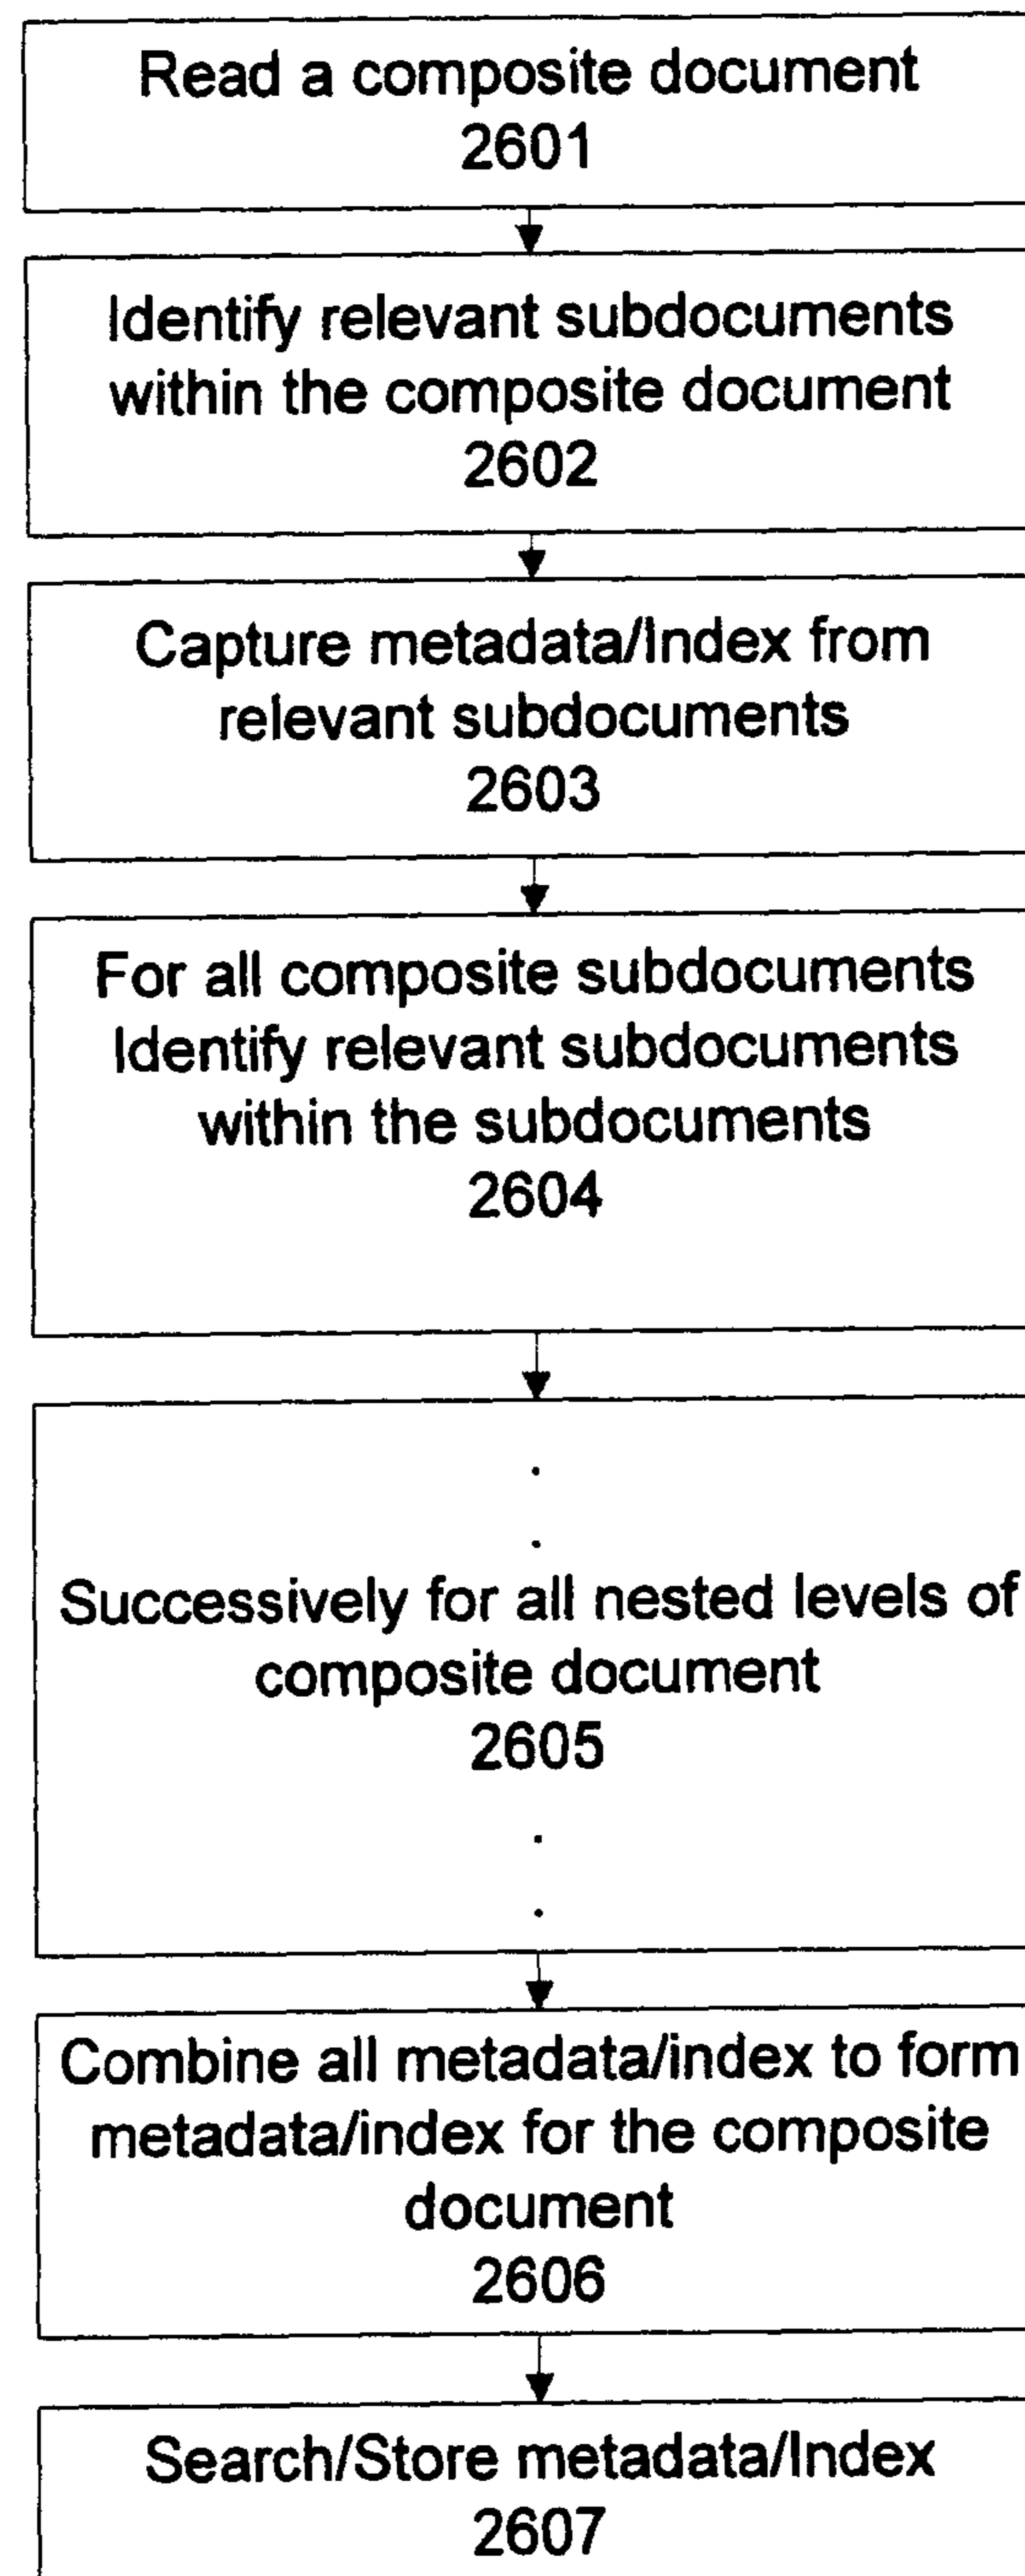 Read a composite document
2601
Identify relevant subdocuments
within the composite document
2602
Capture metadata/Index from
relevant subdocuments
2603
For all composite subdocuments
Identify relevant subdocuments
within the subdocuments
2604
.
.
Successively for all nested levels of
composite document
2605
.
.
Combine all metadata/index to form
metadata/index for the composite
document
2606
Search/Store metadata/Index
2607